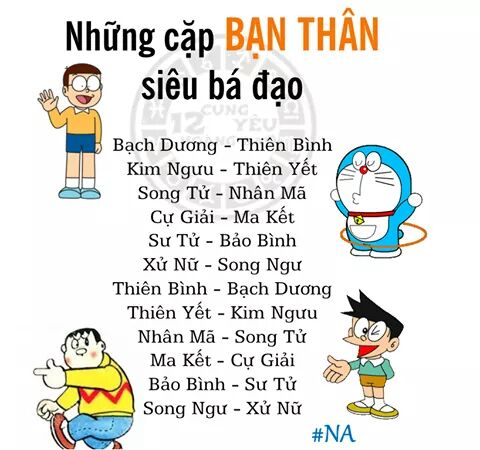 Những cặp BẠN THÂN
siêu bá đạo
12 CUNG
YÊU
Bạch Dương - Thiên Bình
Kim Ngưu - Thiên Yết
Song Tử - Nhân Mã
Cự Giải - Ma Kết
Sư Tử - Bảo Bình
Xử Nữ - Song Ngư
Thiên Bình - Bạch Dương
Thiên Yết - Kim Ngưu
Nhân Mã - Song Tử
Ma Kết - Cự Giải
Bảo Bình - Sư Tử
Song Ngư - Xử Nữ
#NA